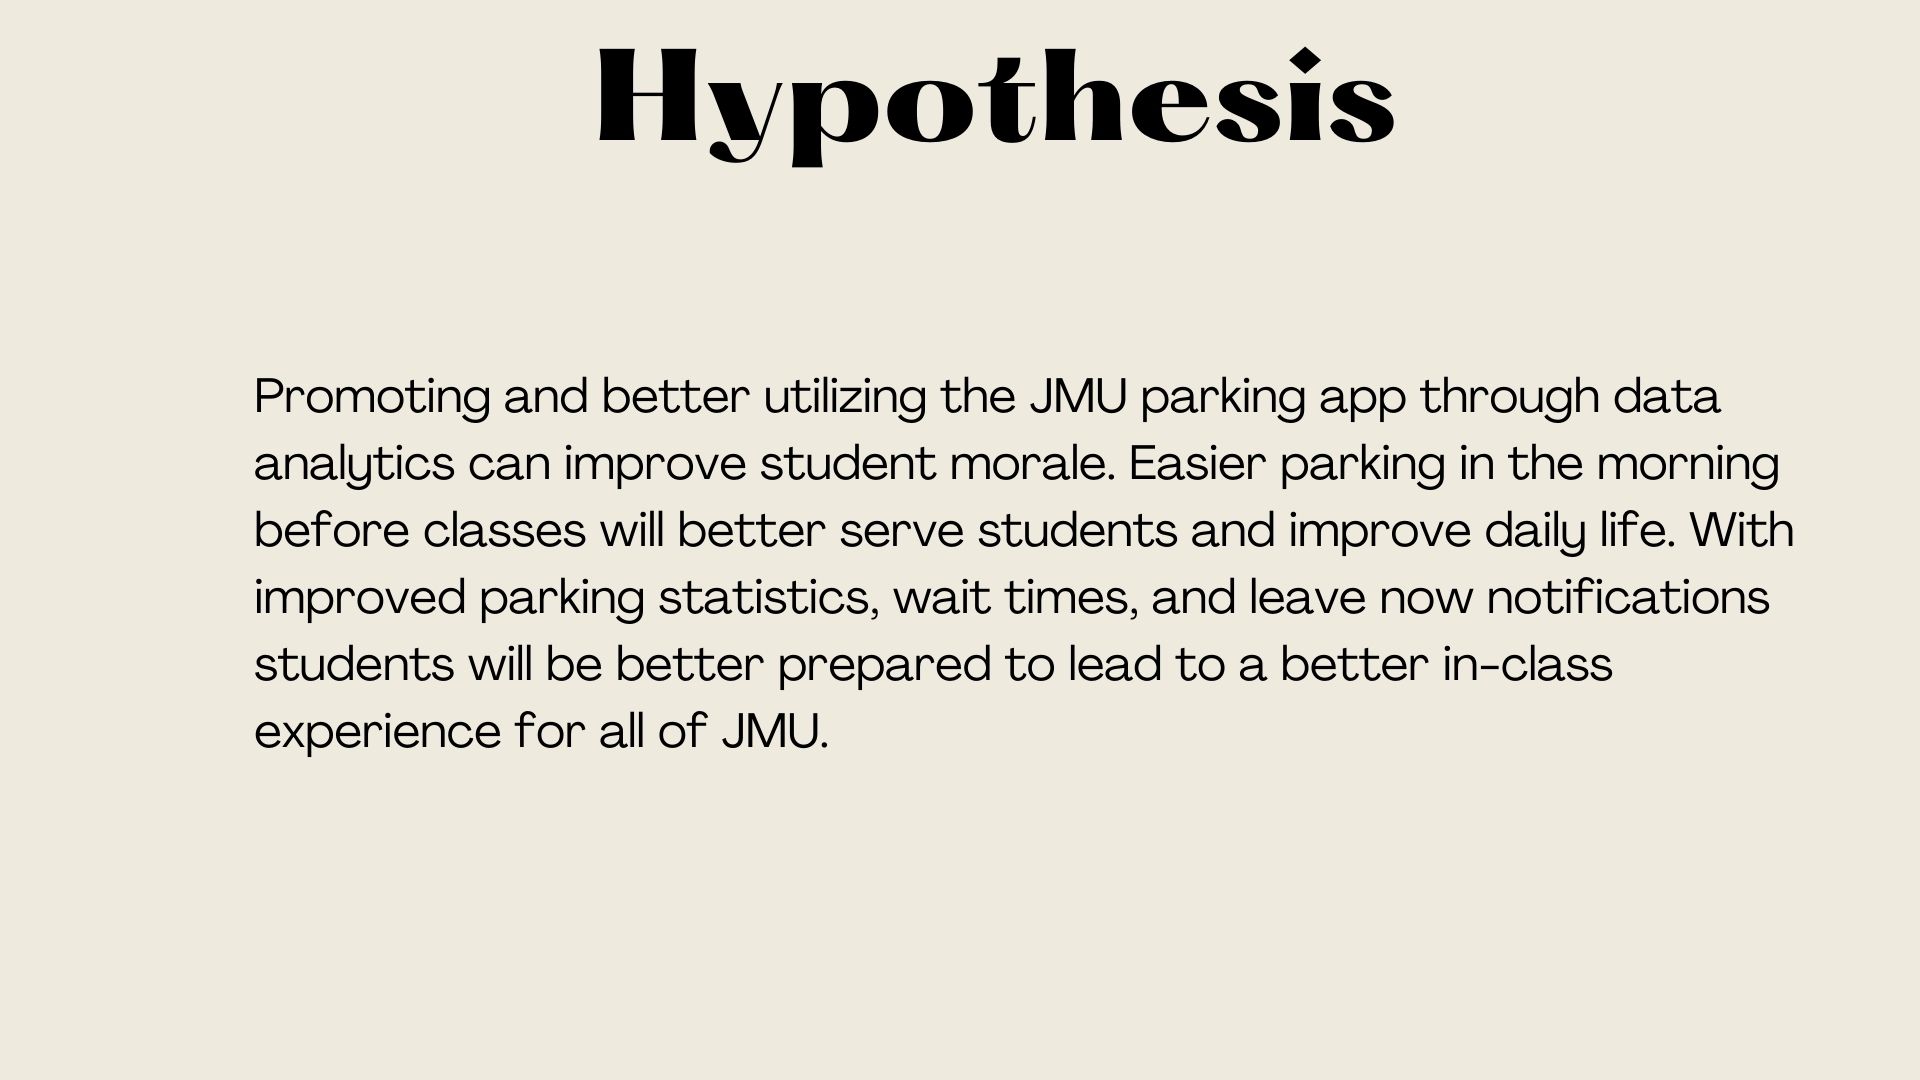 Hypothesis
Promoting and better utilizing the JMU parking app through data
analytics can improve student morale. Easier parking in the morning
before classes will better serve students and improve daily life. With
improved parking statistics, wait times, and leave now notifications
students will be better prepared to lead to a better in-class
experience for all of JMU.